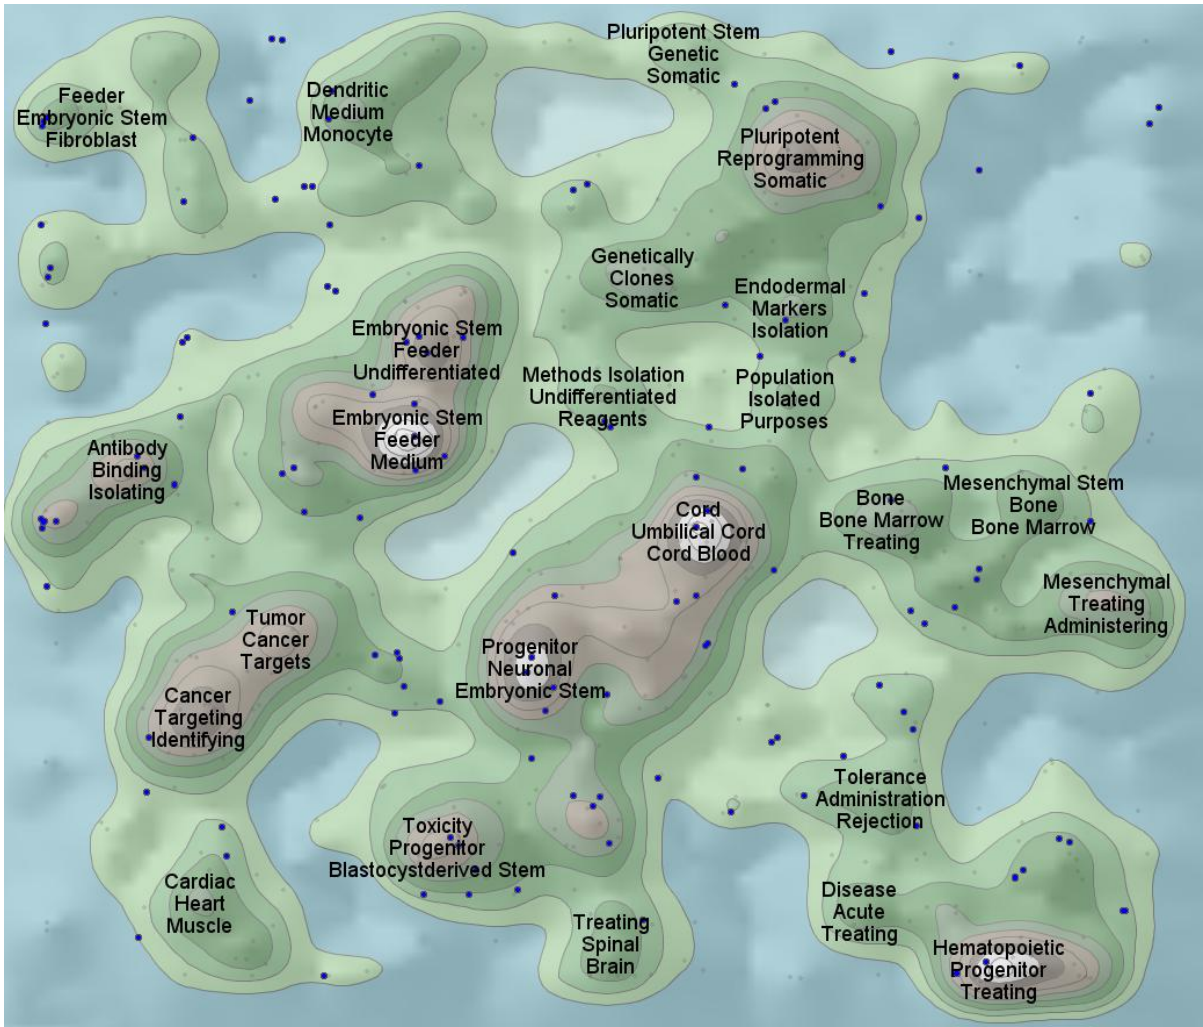 Pluripotent Stem
Genetic
Somatic
Feeder
Embryonic Stem
Fibroblast
Dendritic
Medium
Monocyte
Pluripotent
Reprogramming
Somatic
Genetically
Clones
Somatic
Endodermal
Markers
Isolation
Embryonic Stem
Feeder
Undifferentiated
Methods Isolation
Undifferentiated
Reagents
Population
Isolated
Purposes
Embryonic Stem
Feeder
Medium
Antibody
Binding
Isolating
Cord
Umbilical Cord
Cord Blood
Bone
Bone Marrow
Treating
Mesenchymal Stem
Bone
Bone Marrow
Mesenchymal
Treating
Administering
Tumor
Cancer
Targets
Progenitor
Neuronal
Embryonic Stem
Cancer
Targeting
Identifying
Tolerance
Administration
Rejection
Toxicity
Progenitor
Blastocystderived Stem
Cardiac
Heart
Muscle
Treating
Spinal
Brain
Disease
Acute
Treating
Hematopoietic
Progenitor
Treating